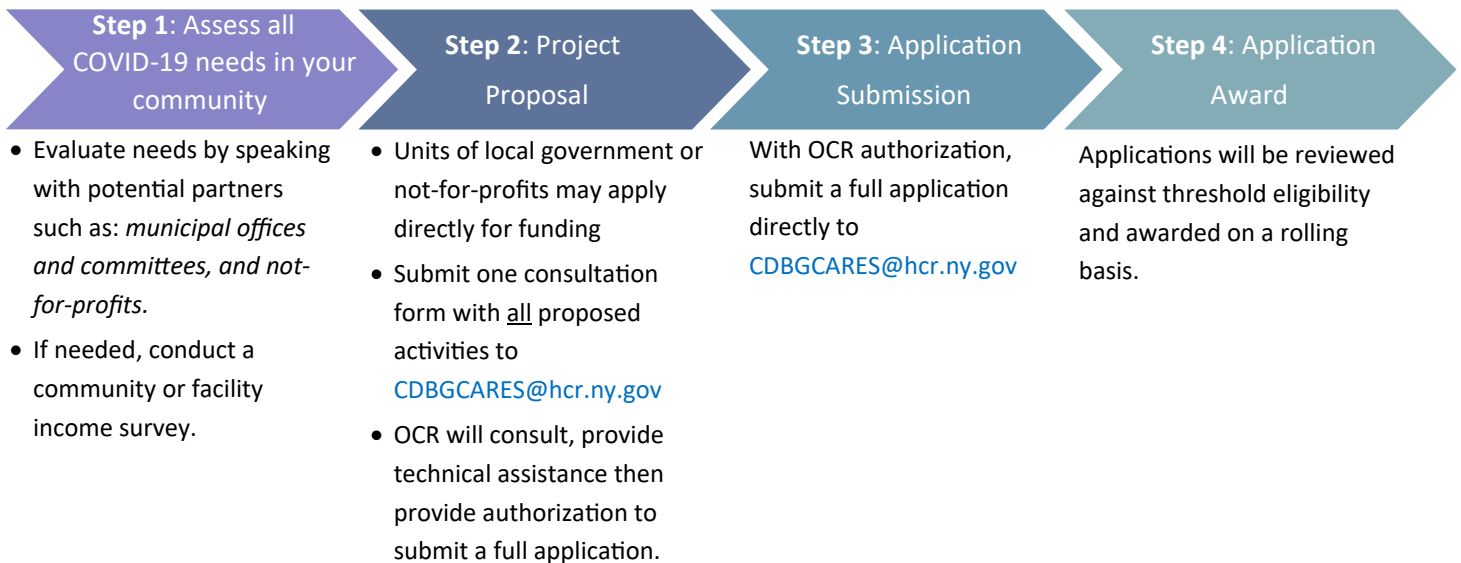 Step 1: Assess all
COVID-19 needs in your
community
• Evaluate needs by speaking
with potential partners
such as: municipal offices
and committees, and not-
for-profits.
• If needed, conduct a
community or facility
income survey.
Step 2: Project
Proposal
• Units of local government or
not-for-profits may apply
directly for funding
• Submit one consultation
form with all proposed
activities to
CDBGCARES@hcr.ny.gov
• OCR will consult, provide
technical assistance then
provide authorization to
submit a full application.
Step 3: Application
Submission
With OCR authorization,
submit a full application
directly to
CDBGCARES@hcr.ny.gov
Step 4: Application
Award
Applications will be reviewed
against threshold eligibility
and awarded on a rolling
basis.